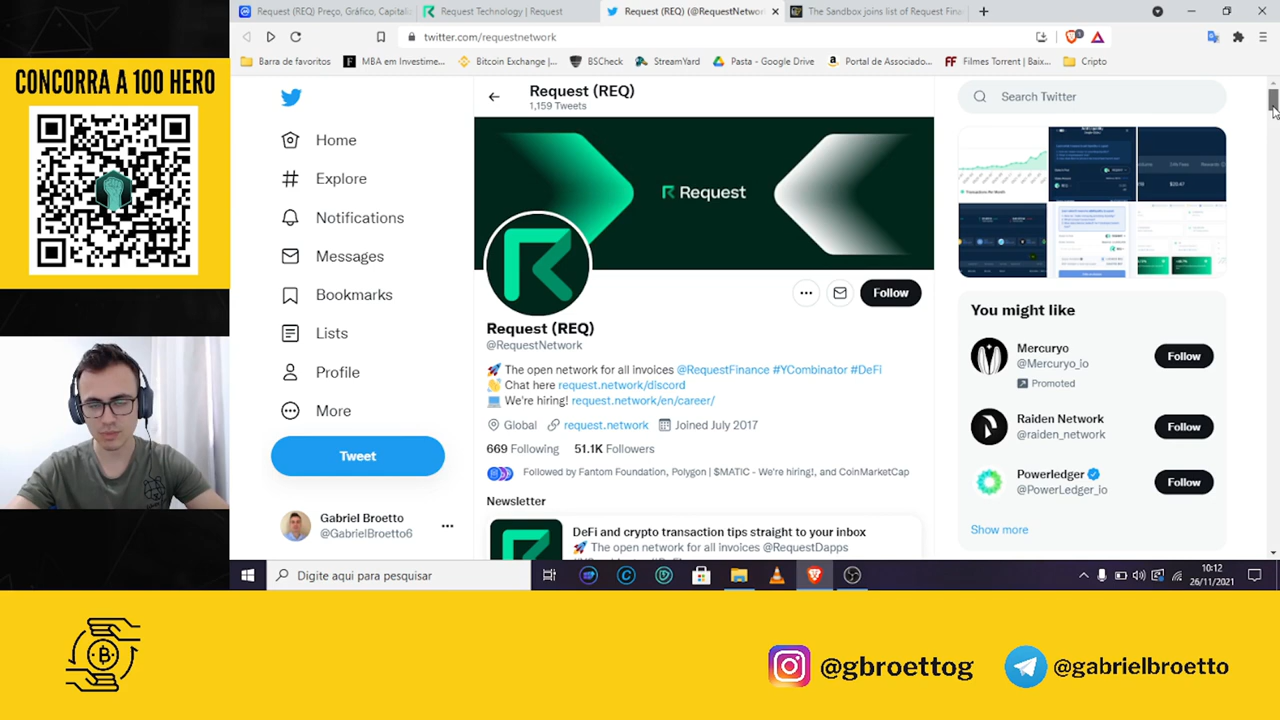 CONCORRA A 100 HERO
Request (REQ) Preço, Gráfico, Capitali
Request Technology | Request
Request (REQ) (@RequestNetwor
The Sandbox joins list of Request Fina
twitter.com/requestnetwork
Barra de favoritos
MBA em Investime...
Bitcoin Exchange |...
BSCheck
StreamYard
Pasta - Google Drive
Portal de Associado...
Filmes Torrent | Baix...
Cripto
Home
Explore
Notifications
Messages
Bookmarks
Lists
Profile
More
Tweet
Gabriel Broetto
@GabrielBroetto6
Request (REQ)
1,159 Tweets
Request
Follow
Request (REQ)
@RequestNetwork
🚀 The open network for all invoices @RequestFinance #YCombinator #DeFi
👋 Chat here request.network/discord
💻 We're hiring! request.network/en/career/
Global request.network Joined July 2017
669 Following 51.1K Followers
Followed by Fantom Foundation, Polygon | $MATIC - We're hiring!, and CoinMarketCap
Newsletter
DeFi and crypto transaction tips straight to your inbox
🚀 The open network for all invoices @RequestDapps
Search Twitter
You might like
Mercuryo
@Mercuryo_io
Promoted
Follow
Raiden Network
@raiden_network
Follow
Powerledger
@PowerLedger_io
Follow
Show more
Digite aqui para pesquisar
10:12
26/11/2021
@gbroettog
@gabrielbroetto